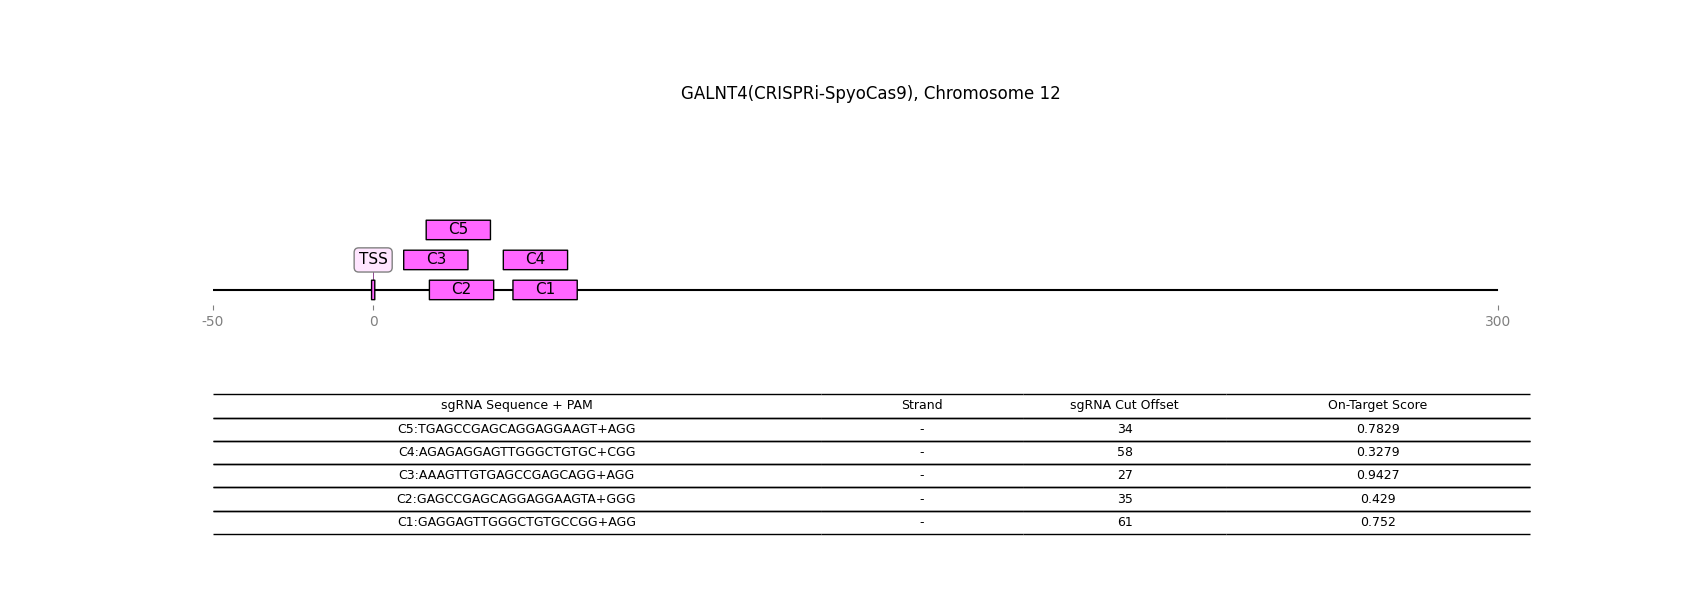 GALNT4(CRISPRi-SpyoCas9), Chromosome 12
C5
TSS C3 C4
C2 C1
-50 0 300
sgRNA Sequence + PAM Strand sgRNA Cut Offset On-Target Score
C5:TGAGCCGAGCAGGAGGAAGT+AGG - 34 0.7829
C4:AGAGAGGAGTTGGGCTGTGC+CGG - 58 0.3279
C3:AAAGTTGTGAGCCGAGCAGG+AGG - 27 0.9427
C2:GAGCCGAGCAGGAGGAAGTA+GGG - 35 0.429
C1:GAGGAGTTGGGCTGTGCCGG+AGG - 61 0.752